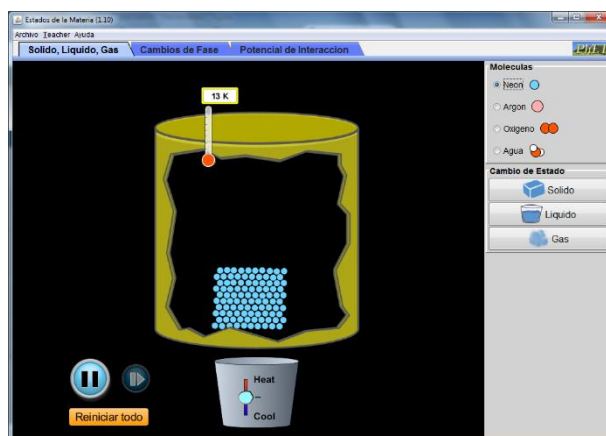 Estados de la Materia (1.10)
Archivo Teacher Ayuda
Solido, Liquido, Gas
Cambios de Fase
Potencial de Interaccion
PhET
13 K
Moleculas
Neon
Argon
Oxigeno
Agua
Cambio de Estado
Solido
Liquido
Gas
Heat
Cool
Reiniciar todo